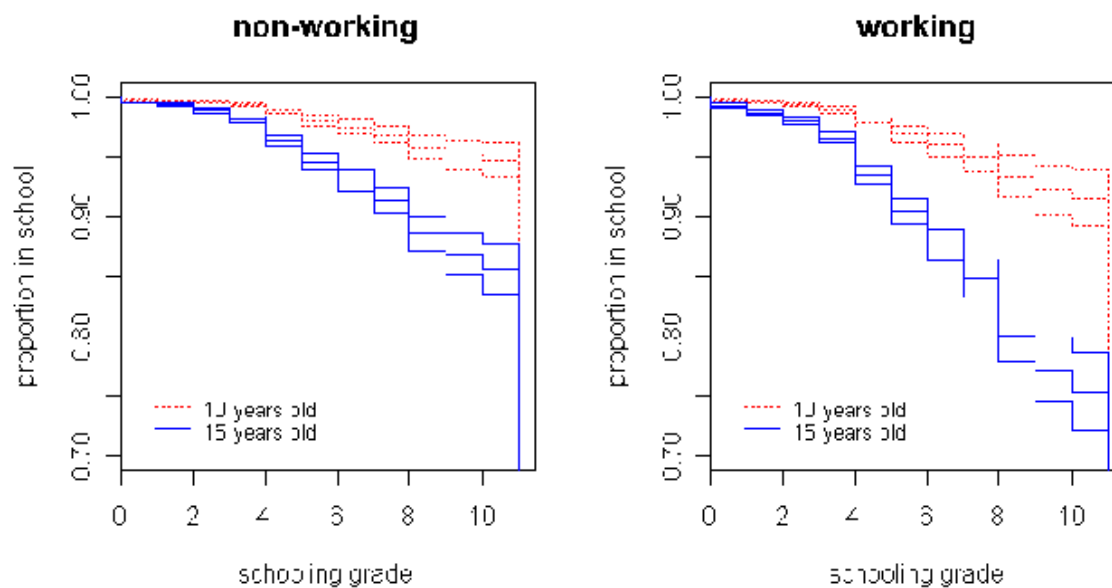 non-working
proportion in school
1.00
0.90
0.80
0.70
10 years old
15 years old
0 2 4 6 8 10
schooling grade
working
proportion in school
1.00
0.90
0.80
0.70
10 years old
15 years old
0 2 4 6 8 10
schooling grade